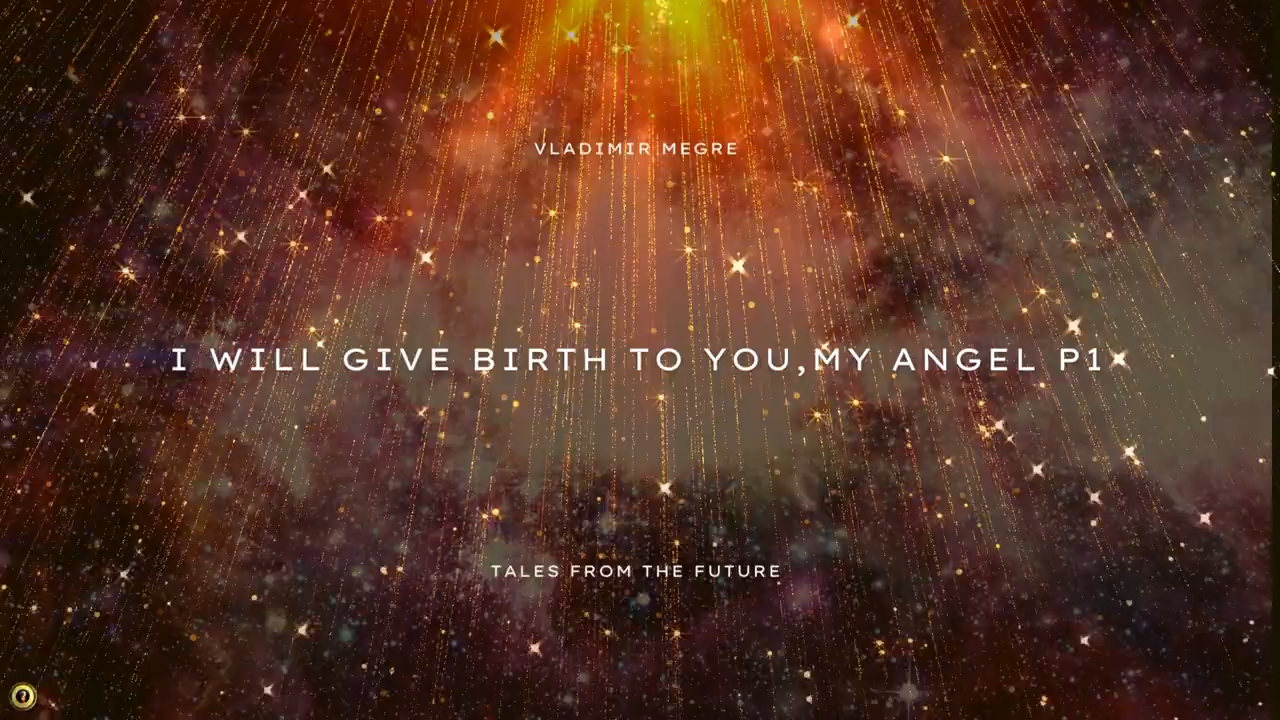 VLADIMIR MEGRE
I WILL GIVE BIRTH TO YOU,MY ANGEL P1
TALES FROM THE FUTURE